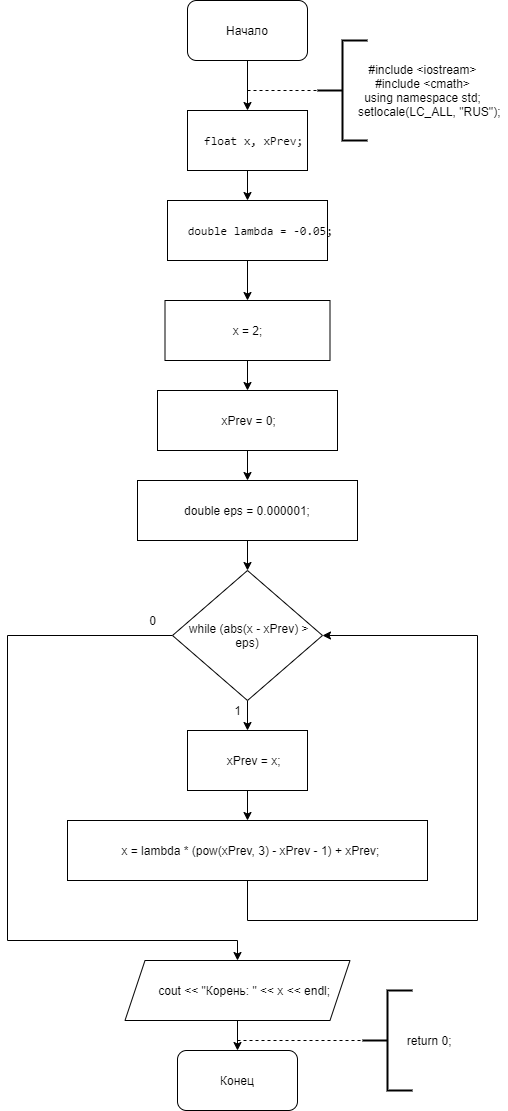 Начало
#include <iostream>
#include <cmath>
using namespace std;
setlocale(LC_ALL, "RUS");
float x, xPrev;
double lambda = -0.05;
x = 2;
xPrev = 0;
double eps = 0.000001;
0
while (abs(x - xPrev) >
eps)
1
xPrev = x;
x = lambda * (pow(xPrev, 3) - xPrev - 1) + xPrev;
cout << "Корень: " << x << endl;
return 0;
Конец